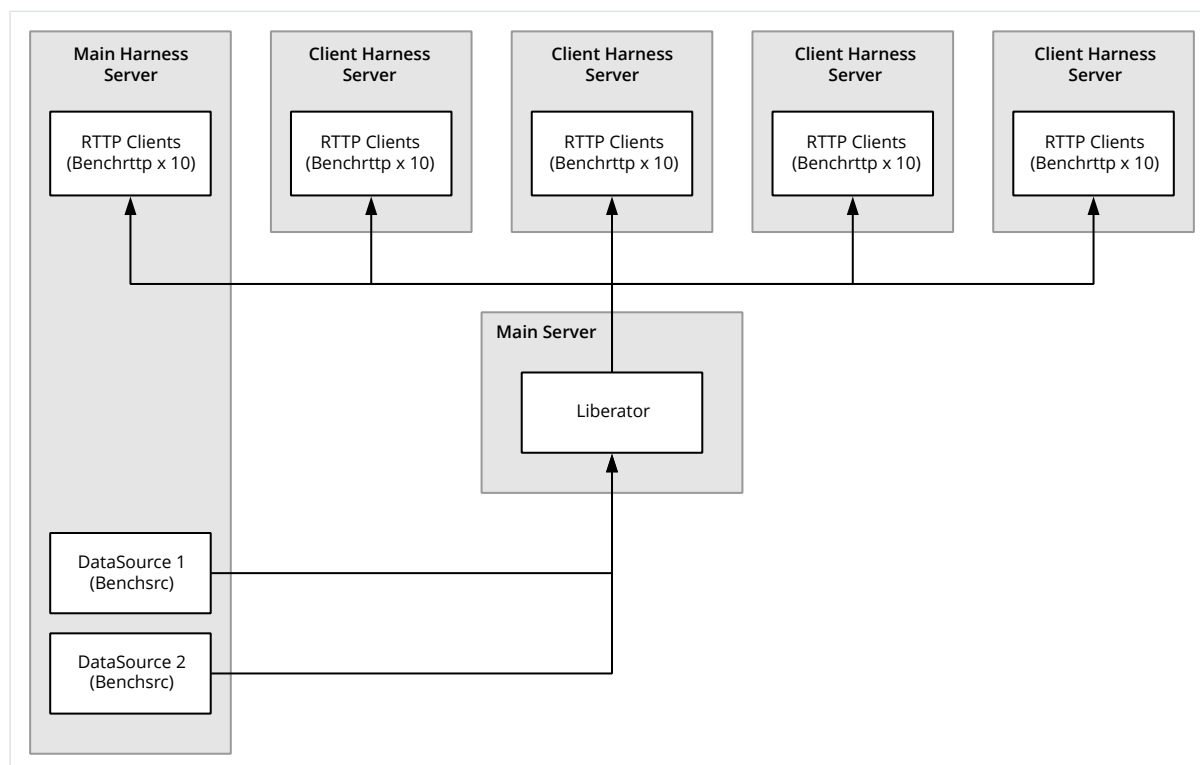 Main Harness
Server
Client Harness
Server
Client Harness
Server
Client Harness
Server
Client Harness
Server
RTTP Clients
(Benchrttp x 10)
RTTP Clients
(Benchrttp x 10)
RTTP Clients
(Benchrttp x 10)
RTTP Clients
(Benchrttp x 10)
RTTP Clients
(Benchrttp x 10)
Main Server
Liberator
DataSource 1
(Benchsrc)
DataSource 2
(Benchsrc)